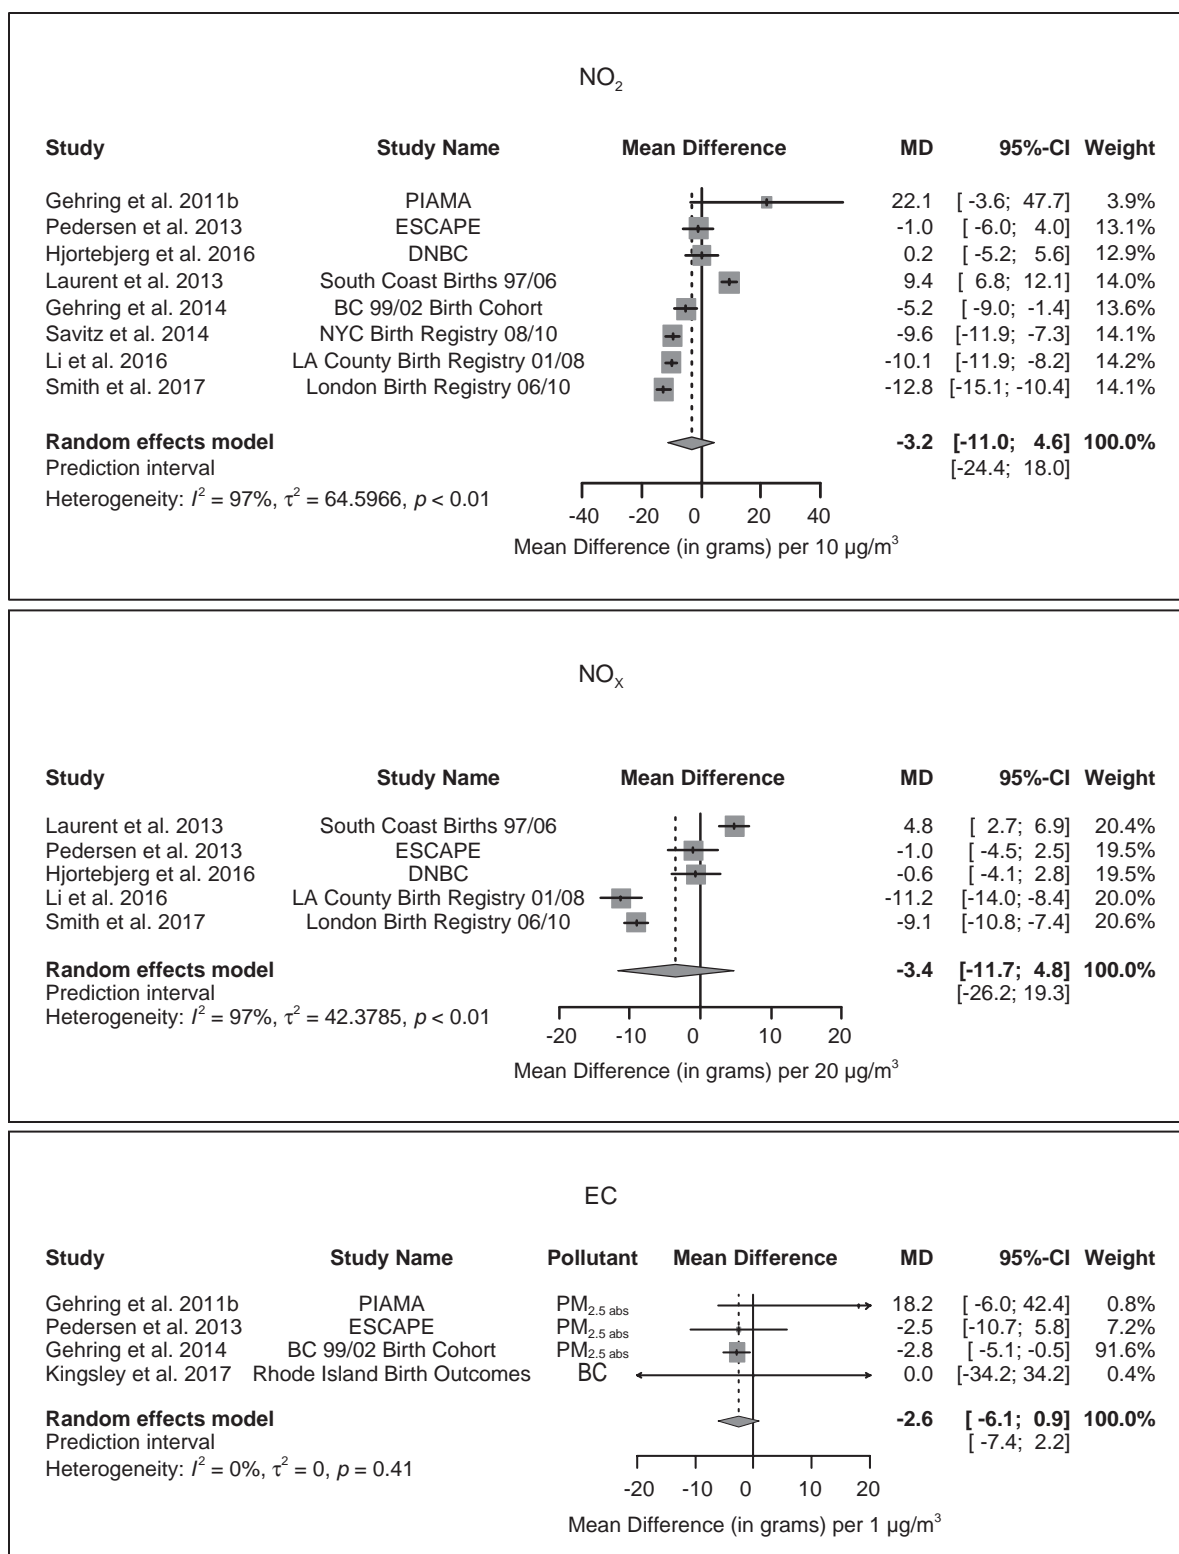 NO2
Study Study Name Mean Difference MD 95%-CI Weight
Gehring et al. 2011b PIAMA 22.1 [ -3.6; 47.7] 3.9%
Pedersen et al. 2013 ESCAPE -1.0 [ -6.0; 4.0] 13.1%
Hjortebjerg et al. 2016 DNBC 0.2 [ -5.2; 5.6] 12.9%
Laurent et al. 2013 South Coast Births 97/06 9.4 [ 6.8; 12.1] 14.0%
Gehring et al. 2014 BC 99/02 Birth Cohort -5.2 [ -9.0; -1.4] 13.6%
Savitz et al. 2014 NYC Birth Registry 08/10 -9.6 [-11.9; -7.3] 14.1%
Li et al. 2016 LA County Birth Registry 01/08 -10.1 [-11.9; -8.2] 14.2%
Smith et al. 2017 London Birth Registry 06/10 -12.8 [-15.1; -10.4] 14.1%
Random effects model -3.2 [-11.0; 4.6] 100.0%
Prediction interval [-24.4; 18.0]
Heterogeneity: I² = 97%, τ² = 64.5966, p < 0.01
-40 -20 0 20 40
Mean Difference (in grams) per 10 µg/m³
NOX
Study Study Name Mean Difference MD 95%-CI Weight
Laurent et al. 2013 South Coast Births 97/06 4.8 [ 2.7; 6.9] 20.4%
Pedersen et al. 2013 ESCAPE -1.0 [ -4.5; 2.5] 19.5%
Hjortebjerg et al. 2016 DNBC -0.6 [ -4.1; 2.8] 19.5%
Li et al. 2016 LA County Birth Registry 01/08 -11.2 [-14.0; -8.4] 20.0%
Smith et al. 2017 London Birth Registry 06/10 -9.1 [-10.8; -7.4] 20.6%
Random effects model -3.4 [-11.7; 4.8] 100.0%
Prediction interval [-26.2; 19.3]
Heterogeneity: I² = 97%, τ² = 42.3785, p < 0.01
-20 -10 0 10 20
Mean Difference (in grams) per 20 µg/m³
EC
Study Study Name Pollutant Mean Difference MD 95%-CI Weight
Gehring et al. 2011b PIAMA PM2.5 abs 18.2 [ -6.0; 42.4] 0.8%
Pedersen et al. 2013 ESCAPE PM2.5 abs -2.5 [-10.7; 5.8] 7.2%
Gehring et al. 2014 BC 99/02 Birth Cohort PM2.5 abs -2.8 [ -5.1; -0.5] 91.6%
Kingsley et al. 2017 Rhode Island Birth Outcomes BC 0.0 [-34.2; 34.2] 0.4%
Random effects model -2.6 [ -6.1; 0.9] 100.0%
Prediction interval [ -7.4; 2.2]
Heterogeneity: I² = 0%, τ² = 0, p = 0.41
-20 -10 0 10 20
Mean Difference (in grams) per 1 µg/m³